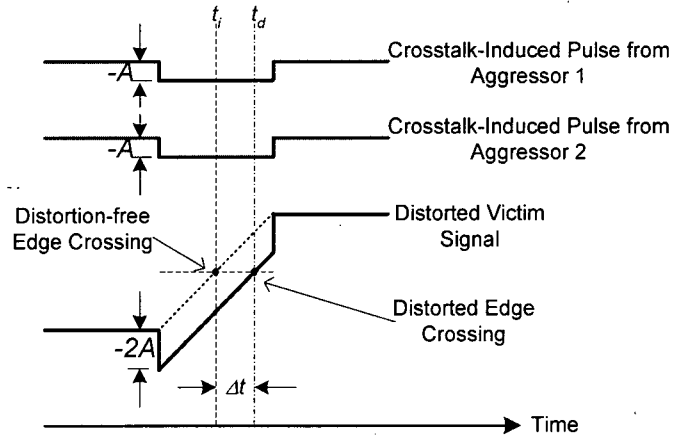 t_i t_d
-A
Crosstalk-Induced Pulse from
Aggressor 1
-A
Crosstalk-Induced Pulse from
Aggressor 2
Distortion-free
Edge Crossing
Distorted Victim
Signal
Distorted Edge
Crossing
-2A
Δt
Time